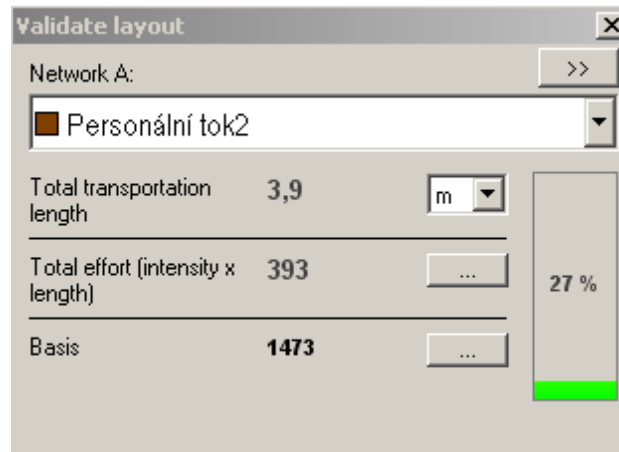 Validate layout
Network A:
>>
Personální tok2
Total transportation
length
3,9
m
Total effort (intensity x
length)
393
...
27 %
Basis
1473
...